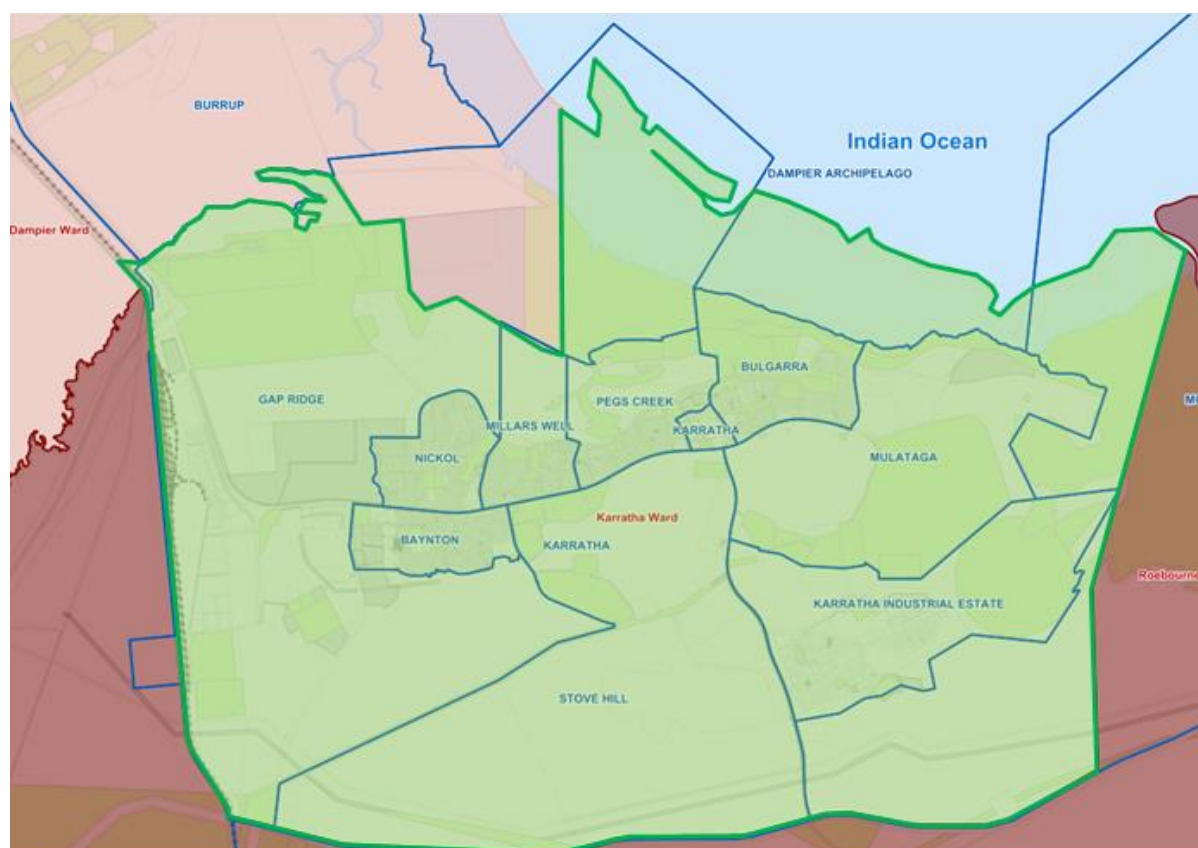 BURRUP
Indian Ocean
DAMPIER ARCHIPELAGO
Dampier Ward
BULGARRA
GAP RIDGE
PEGS CREEK
MILLARS WELL
KARRATHA
NICKOL
MULATAGA
Karratha Ward
BAYNTON
KARRATHA
Roebourne
KARRATHA INDUSTRIAL ESTATE
STOVE HILL